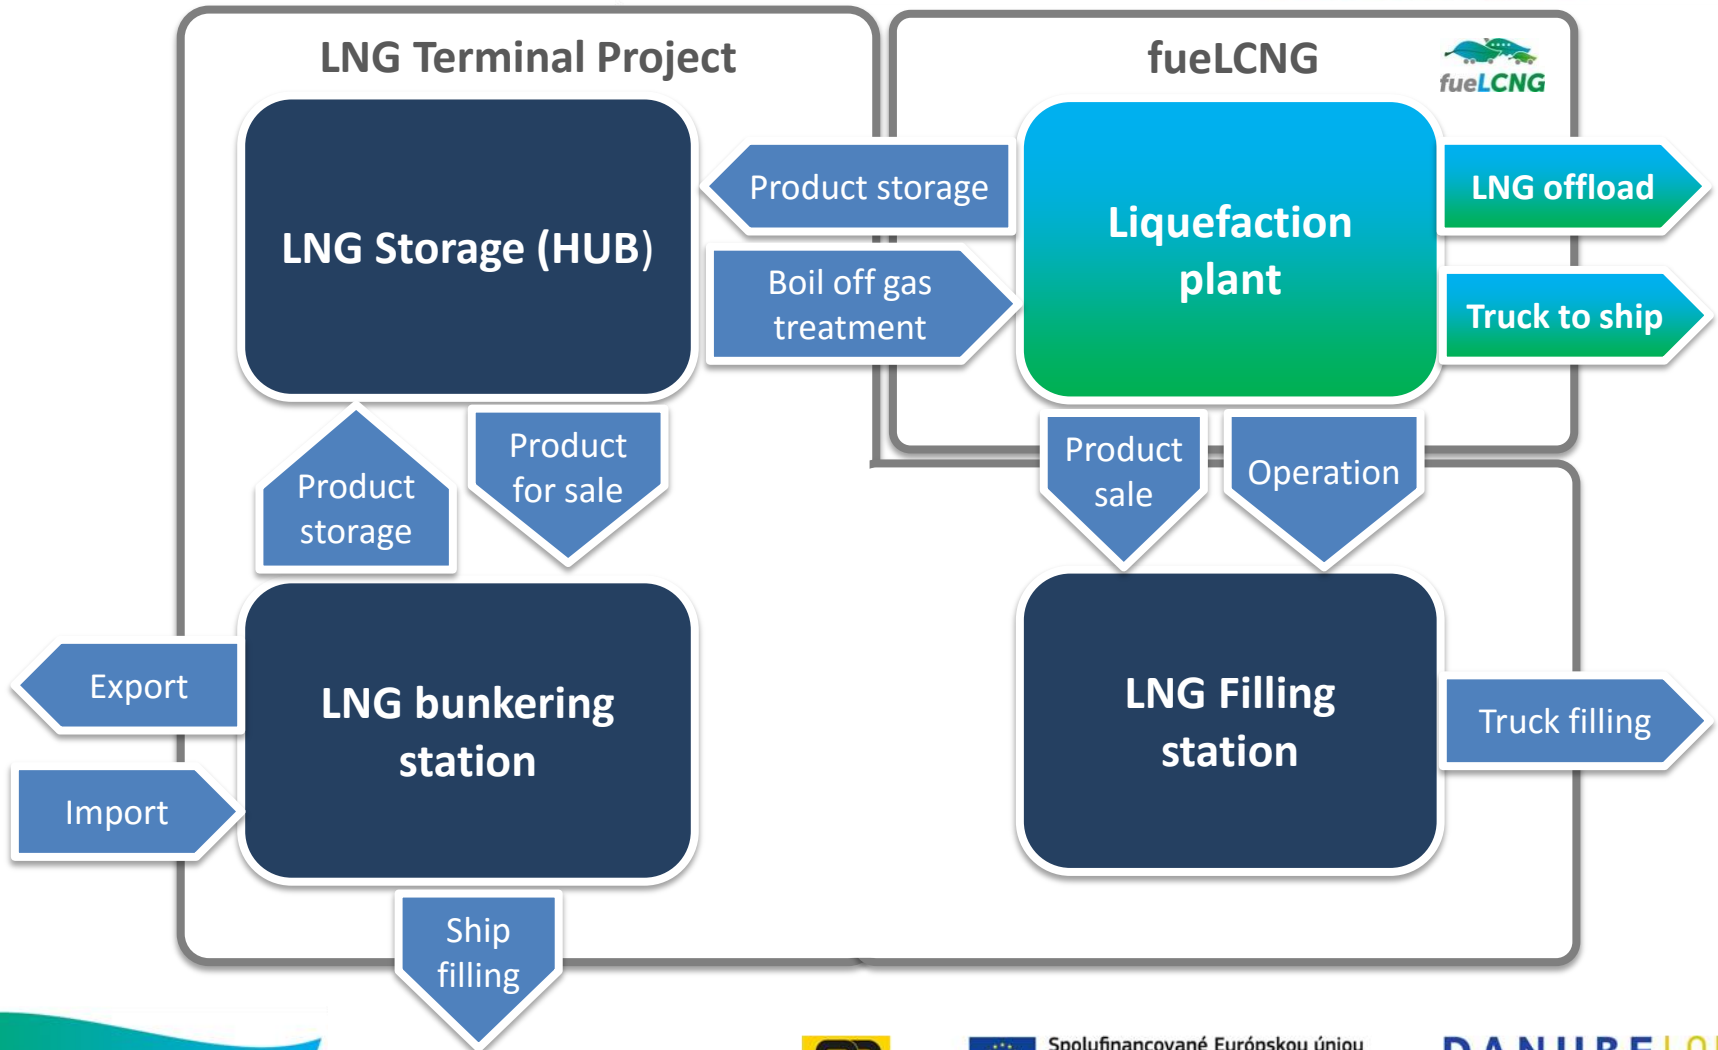 LNG Terminal Project
fueLCNG
fueLCNG
LNG Storage (HUB)
Product storage
Boil off gas
treatment
Liquefaction
plant
LNG offload
Truck to ship
Product
storage
Product
for sale
Product
sale
Operation
Export
Import
LNG bunkering
station
LNG Filling
station
Truck filling
Ship
filling
Spolufinancované Európskou úniou